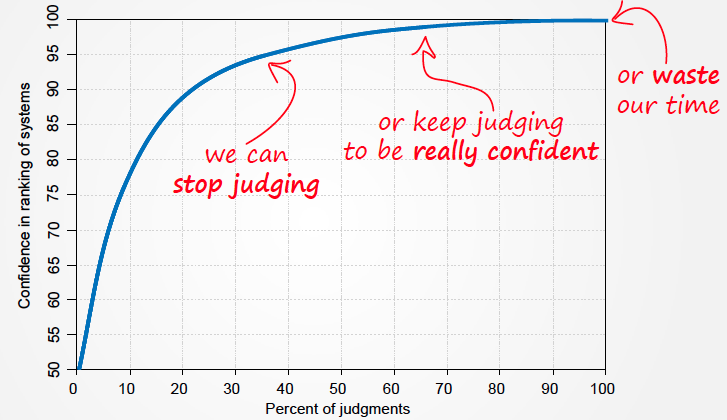 100
95
90
85
80
75
70
65
60
55
50
Confidence in ranking of systems
or waste
our time
or keep judging
to be really confident
we can
stop judging
0 10 20 30 40 50 60 70 80 90 100
Percent of judgments